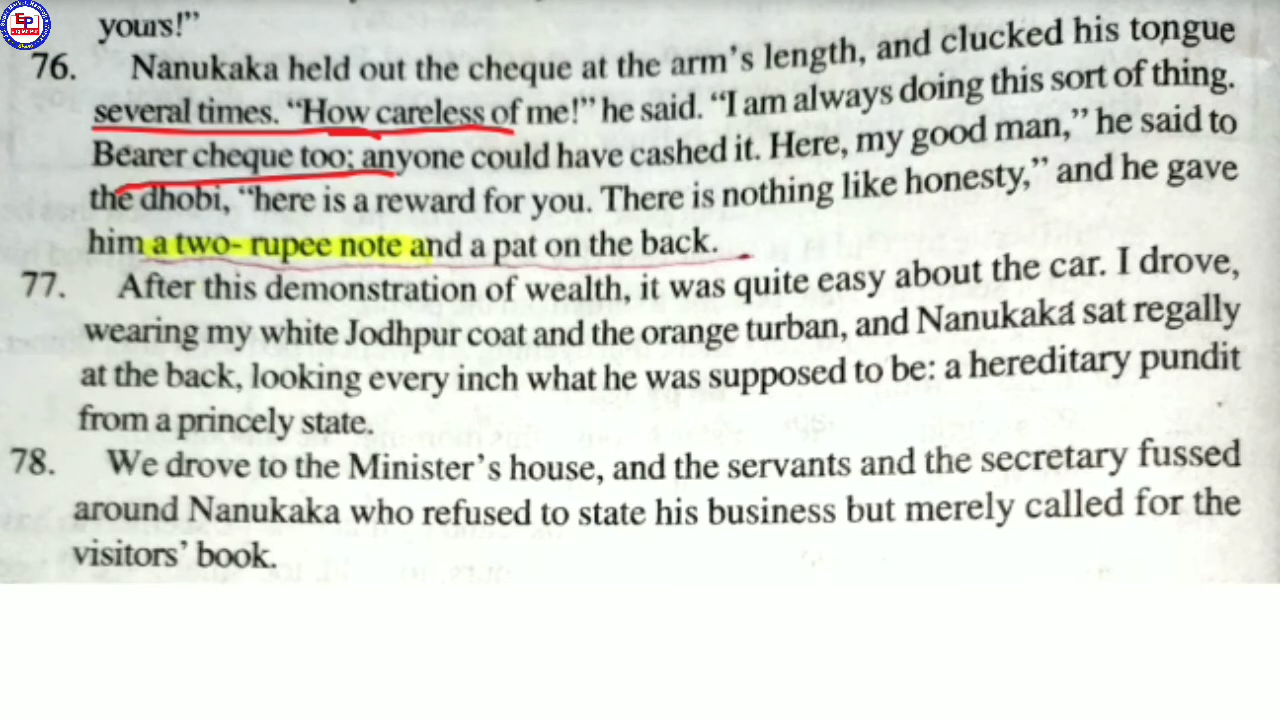 EP
yours!”
76. Nanukaka held out the cheque at the arm’s length, and clucked his tongue
several times. “How careless of me!” he said. “I am always doing this sort of thing.
Bearer cheque too; anyone could have cashed it. Here, my good man,” he said to
the dhobi, “here is a reward for you. There is nothing like honesty,” and he gave
him a two- rupee note and a pat on the back.
77. After this demonstration of wealth, it was quite easy about the car. I drove,
wearing my white Jodhpur coat and the orange turban, and Nanukaka sat regally
at the back, looking every inch what he was supposed to be: a hereditary pundit
from a princely state.
78. We drove to the Minister’s house, and the servants and the secretary fussed
around Nanukaka who refused to state his business but merely called for the
visitors’ book.